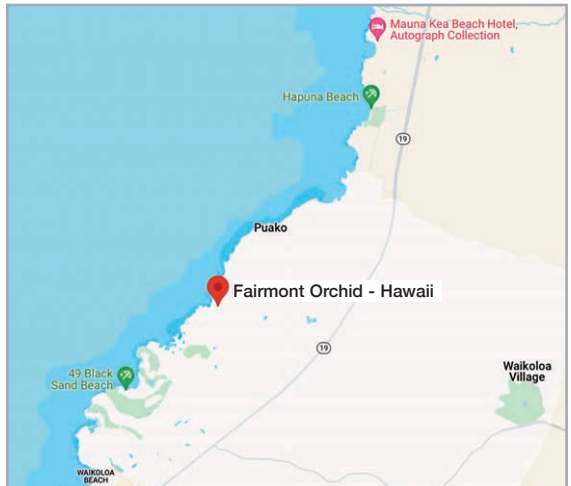 Mauna Kea Beach Hotel,
Autograph Collection
Hapuna Beach
19
Puako
Fairmont Orchid - Hawaii
19
49 Black
Sand Beach
Waikoloa
Village
WAIKOLOA
BEACH